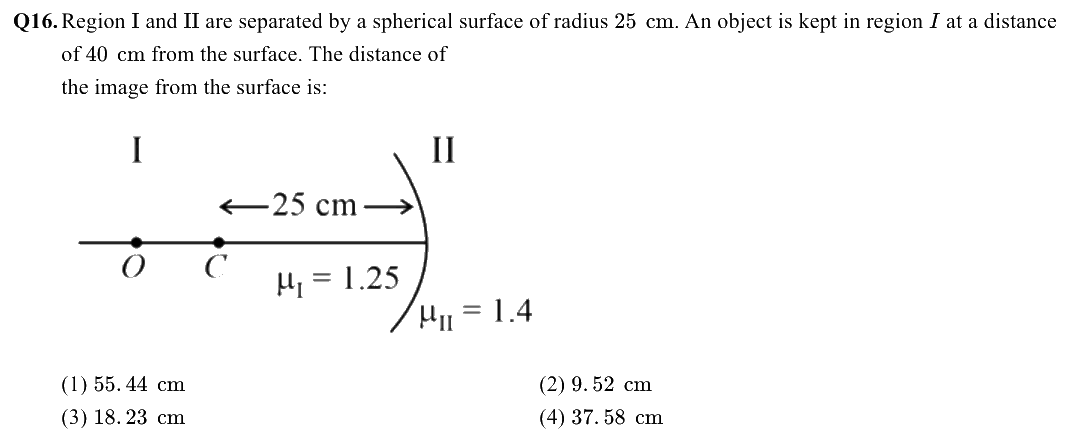 Q16. Region I and II are separated by a spherical surface of radius 25 cm. An object is kept in region I at a distance
of 40 cm from the surface. The distance of
the image from the surface is:
I II
←25 cm→
O C μ_I = 1.25
μ_II = 1.4
(1) 55.44 cm (2) 9.52 cm
(3) 18.23 cm (4) 37.58 cm